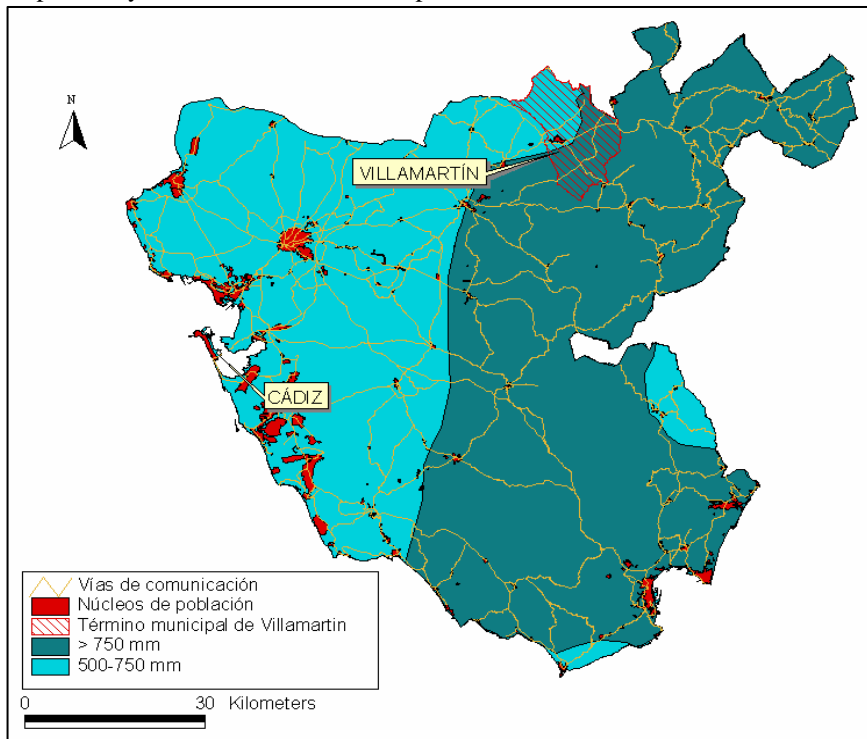 N
VILLAMARTÍN
CÁDIZ
Vías de comunicación
Núcleos de población
Término municipal de Villamartin
> 750 mm
500-750 mm
0 30 Kilometers